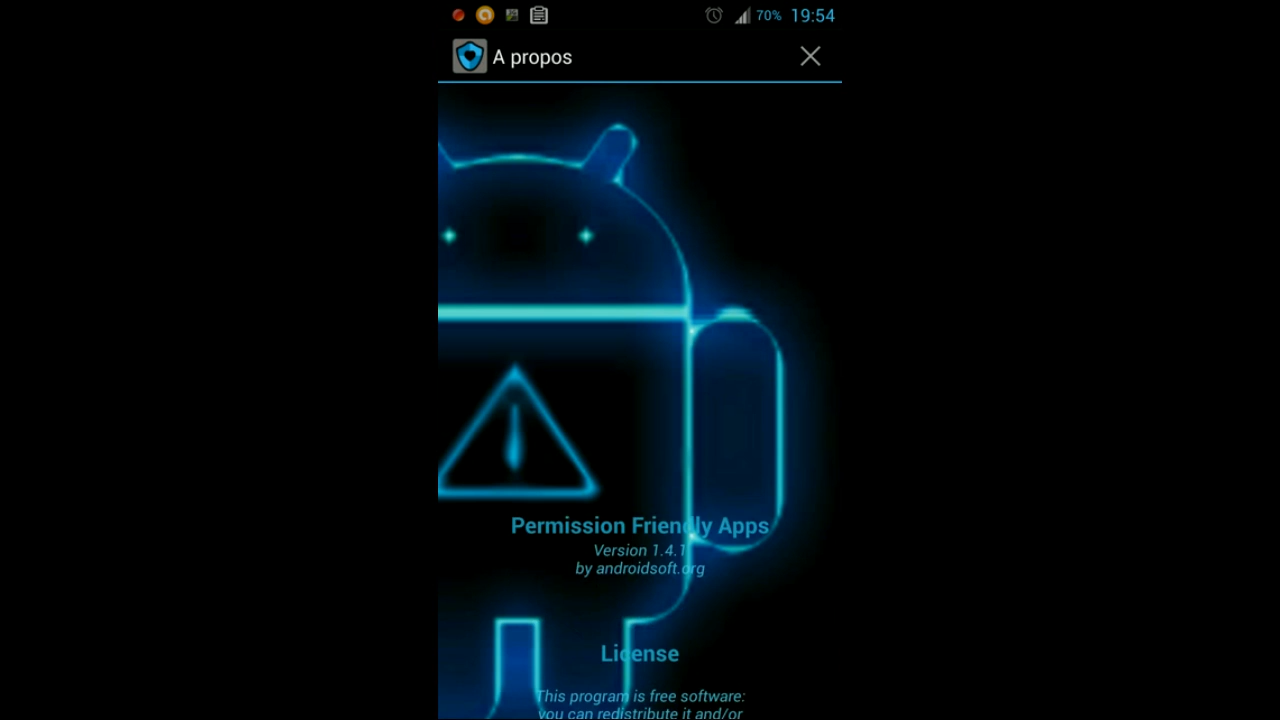 70% 19:54
A propos
Permission Friendly Apps
Version 1.4.1
by androidsoft.org
License
This program is free software:
you can redistribute it and/or